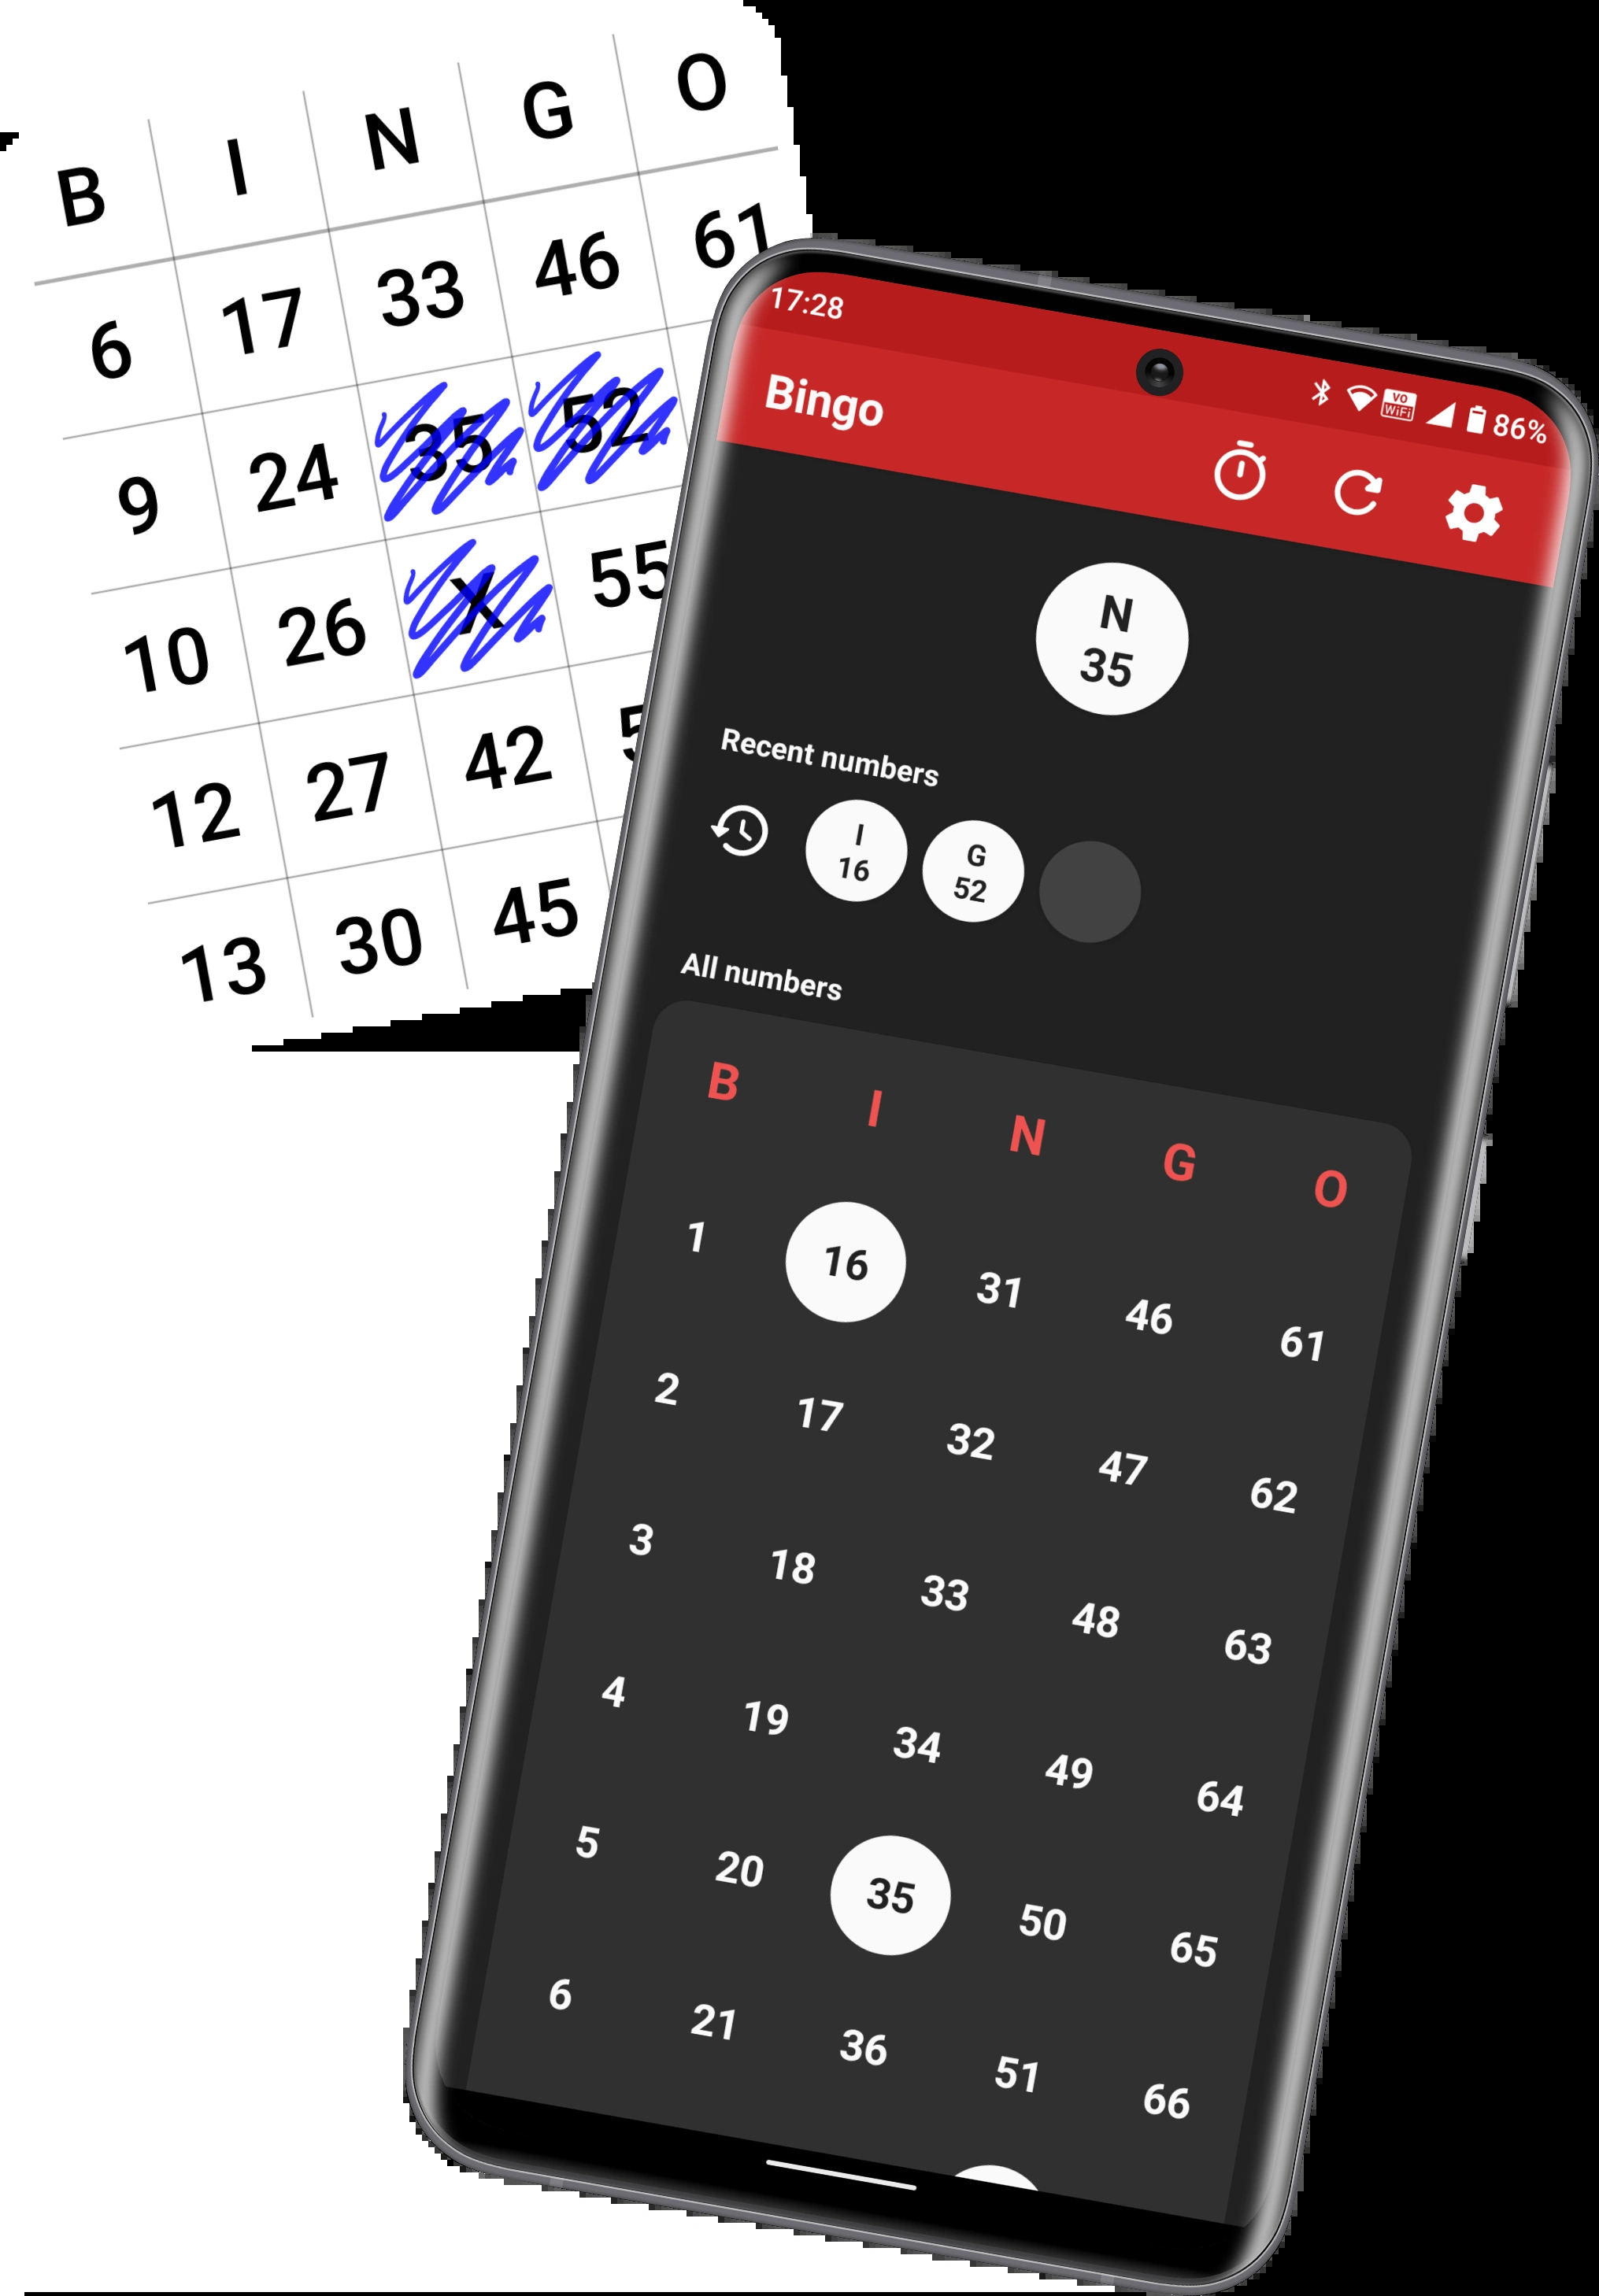 B I N G O
6 17 33 46 61
9 24 35 52
10 26 X 55
12 27 42
13 30 45
17:28
VO WiFi 86%
Bingo
N
35
Recent numbers
I G
16 52
All numbers
B I N G O
1 16 31 46 61
2 17 32 47 62
3 18 33 48 63
4 19 34 49 64
5 20 35 50 65
6 21 36 51 66